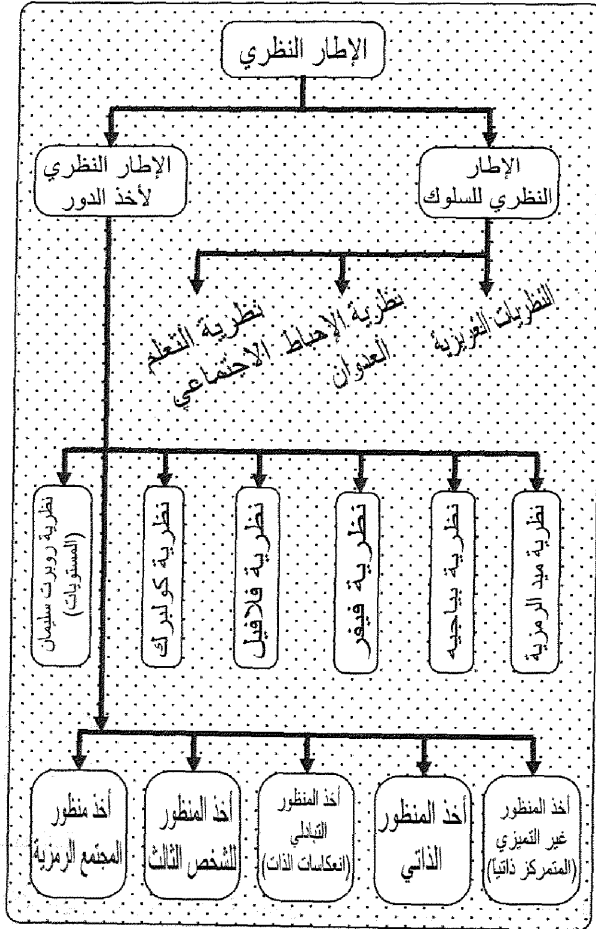 الإطار النظري
الإطار
النظري للسلوك
الإطار النظري
لأخذ الدور
النظريات الغريزية
نظرية الإحباط
العدوان
نظرية التعلم
الاجتماعي
نظرية ميد الرمزية
نظرية بياجيه
نظرية فيفر
نظرية فلافيل
نظرية كولبرك
نظرية روبرت سليمان
(المستويات)
أخذ المنظور
غير التميزي
(المتمركز ذاتياً)
أخذ المنظور
الذاتي
أخذ المنظور
التبادلي
(انعكاسات الذات)
أخذ المنظور
للشخص الثالث
أخذ منظور
المجتمع الرمزية